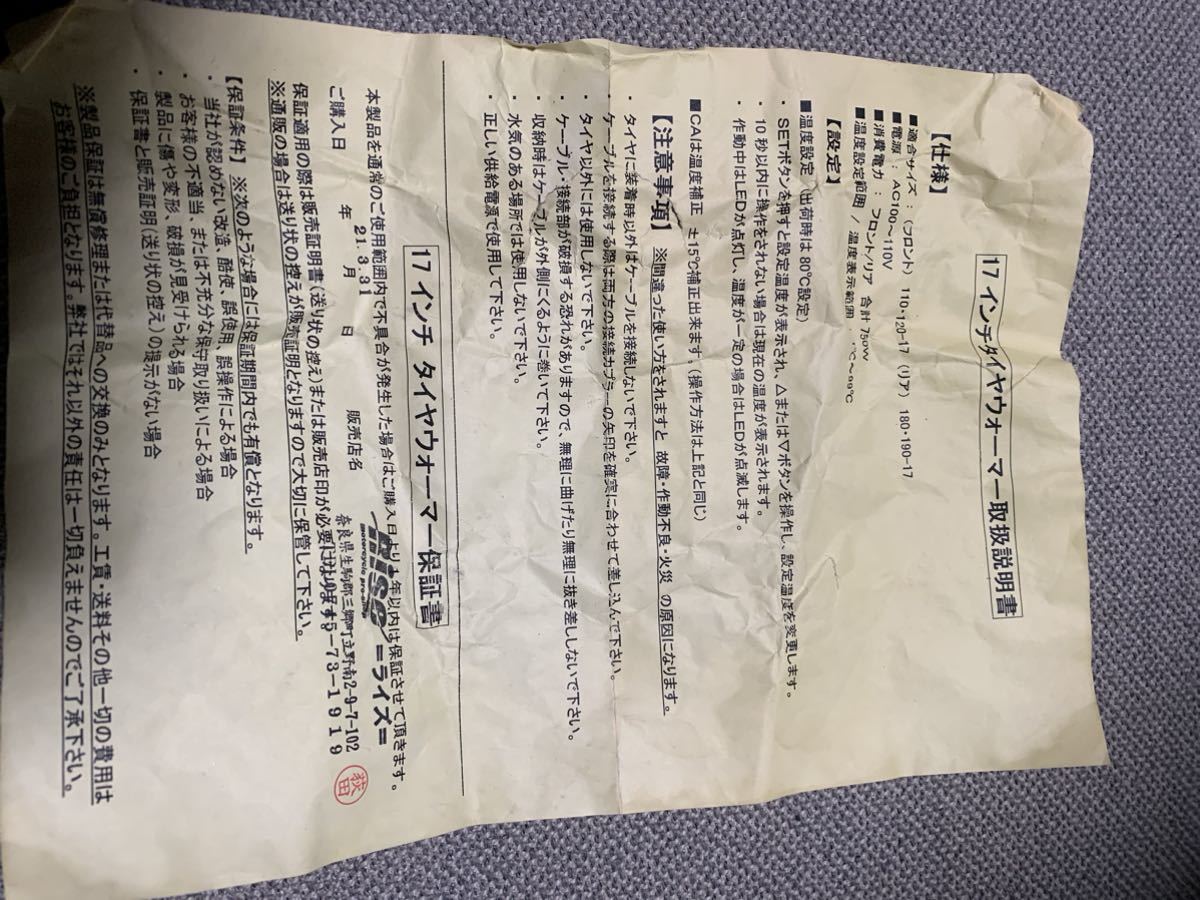 17インチタイヤウォーマー取扱説明書
【仕様】
■適合サイズ：(フロント) 110・120-17 (リア) 180・190-17
■電源：AC100～110V
■消費電力：フロント/リア 合計 750W
■温度設定範囲 / 温度表示範囲 ℃～99℃
【設定】
■温度設定 (出荷時は80℃設定)
・SETボタンを押すと設定温度が表示され、△または▽ボタンを操作し、設定温度を変更します。
・10秒以内に操作をされない場合は現在の温度が表示されます。
・作動中はLEDが点灯し、温度が一定の場合はLEDが点滅します。
■CAは温度補正 ±15℃補正出来ます。(操作方法は上記と同じ)
【注意事項】 ※間違った使い方をされますと 故障・作動不良・火災 の原因になります。
・タイヤに装着時以外はケーブルを接続しないで下さい。
・ケーブルを接続する際は両方の接続カプラーの矢印を確実に合わせて差し込んで下さい。
・タイヤ以外には使用しないで下さい。
・ケーブル・接続部が破損する恐れがありますので、無理に曲げたり無理に抜き差ししないで下さい。
・収納時はケーブルが外側にくるように巻いて下さい。
・水気のある場所では使用しないで下さい。
・正しい供給電源で使用して下さい。
17インチ タイヤウォーマー保証書
本製品を通常のご使用範囲内で不具合が発生した場合はご購入日より1年以内は保証させて頂きます。
ご購入日 年 月 日 販売店名
21.3.31
Rise =ライズ=
motorcycle pro-shop
奈良県生駒郡三郷町立野南2-9-7-102
5-73-1919
荻田
保証適用の際は販売証明書(送り状の控え)または販売店印が必要になります。
※通販の場合は送り状の控えが販売証明となりますので大切に保管して下さい。
【保証条件】 ※次のような場合には保証期間内でも有償となります。
・当社が認めない改造、酷使、誤使用、誤操作による場合
・お客様の不適当、または不充分な保守取り扱いによる場合
・製品に傷や変形、破損が見受けられる場合
・保証書と販売証明(送り状の控え)の提示がない場合
※製品保証は無償修理または代替品への交換のみとなります。工賃・送料その他一切の費用は
お客様のご負担となります。弊社ではそれ以外の責任は一切負えませんのでご了承下さい。